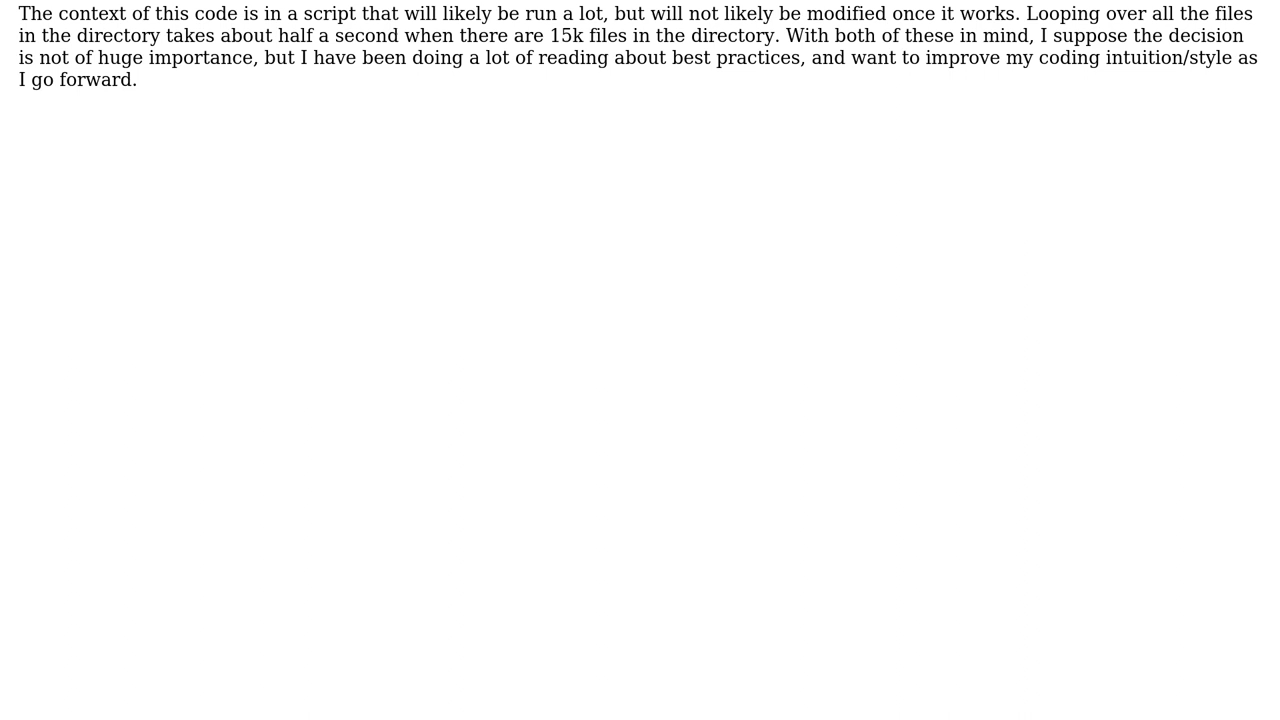 The context of this code is in a script that will likely be run a lot, but will not likely be modified once it works. Looping over all the files
in the directory takes about half a second when there are 15k files in the directory. With both of these in mind, I suppose the decision
is not of huge importance, but I have been doing a lot of reading about best practices, and want to improve my coding intuition/style as
I go forward.